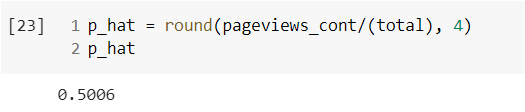 [23] 1 p_hat = round(pageviews_cont/(total), 4)
2 p_hat
0.5006